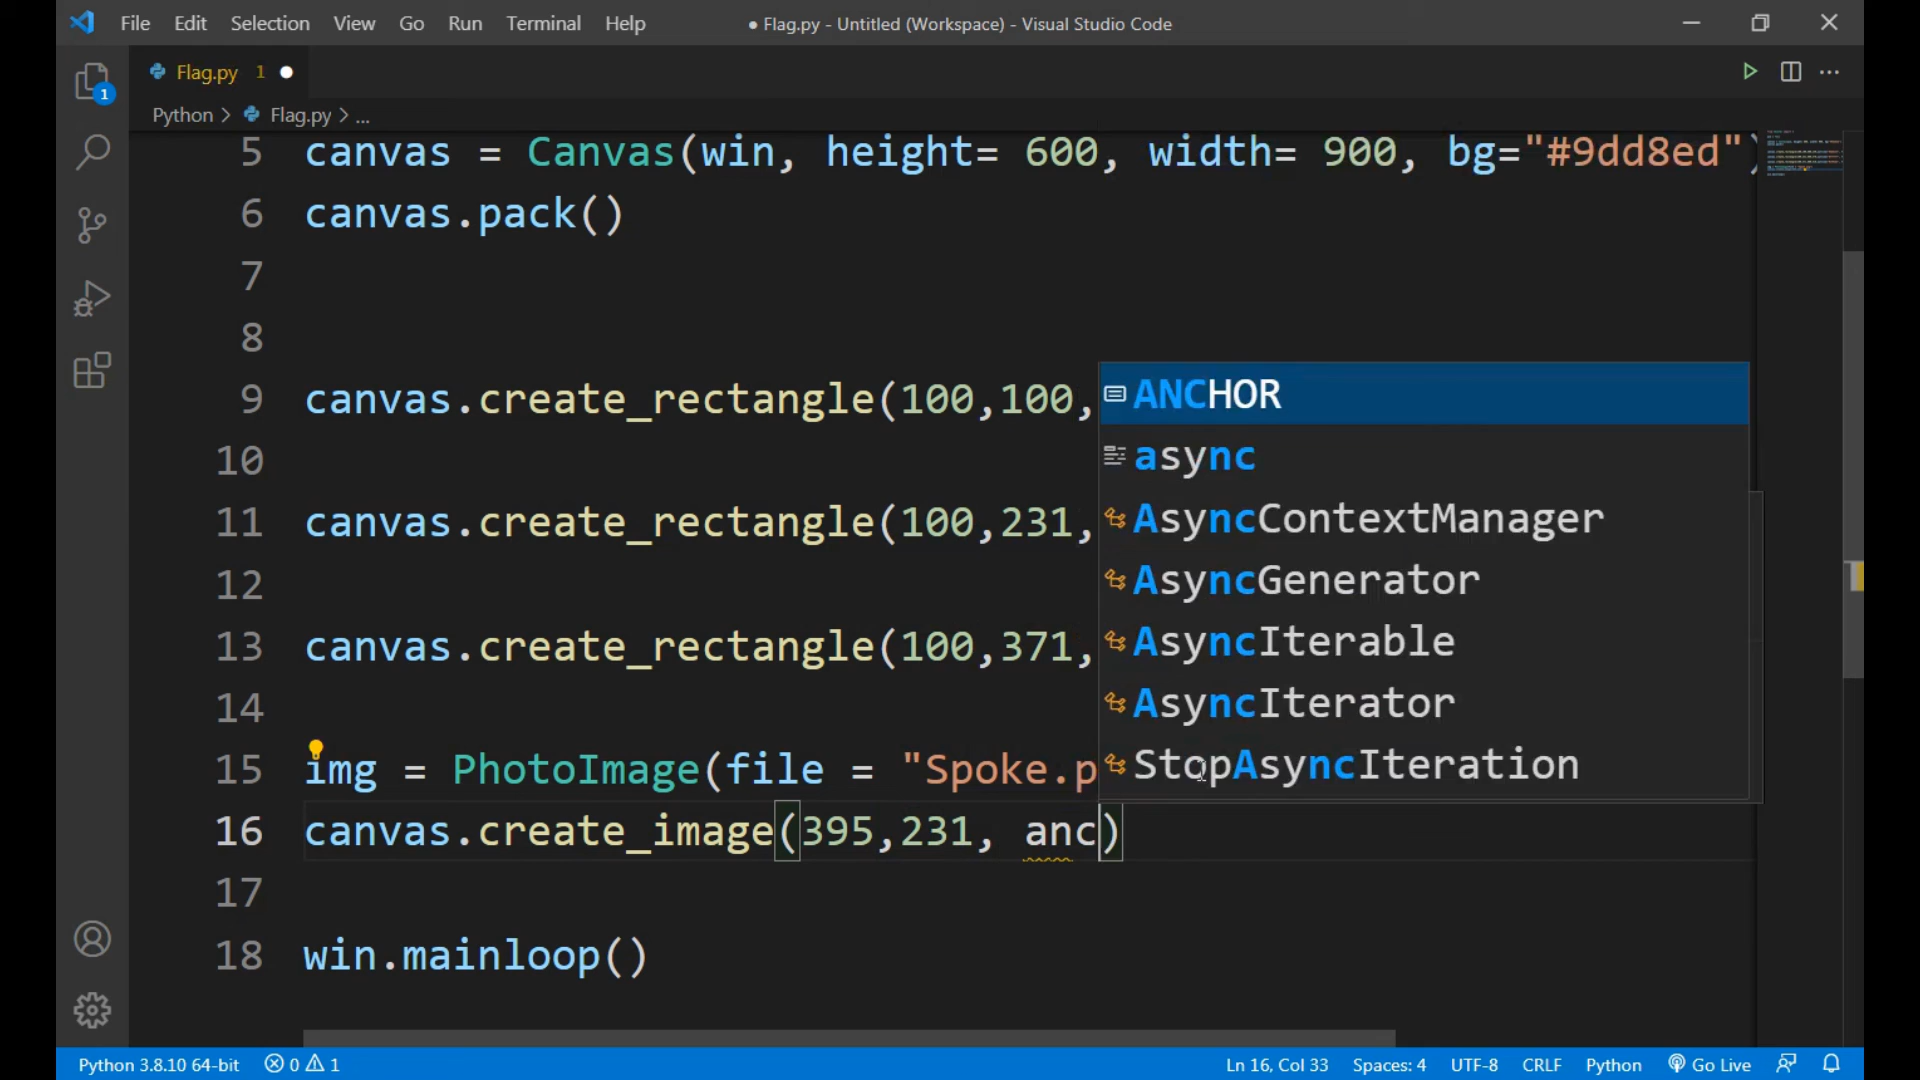 File Edit Selection View Go Run Terminal Help ● Flag.py - Untitled (Workspace) - Visual Studio Code
1
Flag.py 1
Python > Flag.py > ...
5 canvas = Canvas(win, height= 600, width= 900, bg="#9dd8ed")
6 canvas.pack()
7
8
9 canvas.create_rectangle(100,100,
10
11 canvas.create_rectangle(100,231,
12
13 canvas.create_rectangle(100,371,
14
15 img = PhotoImage(file = "Spoke.p
16 canvas.create_image(395,231, anc)
17
18 win.mainloop()
ANCHOR
async
AsyncContextManager
AsyncGenerator
AsyncIterable
AsyncIterator
StopAsyncIteration
Python 3.8.10 64-bit 0 1 Ln 16, Col 33 Spaces: 4 UTF-8 CRLF Python Go Live